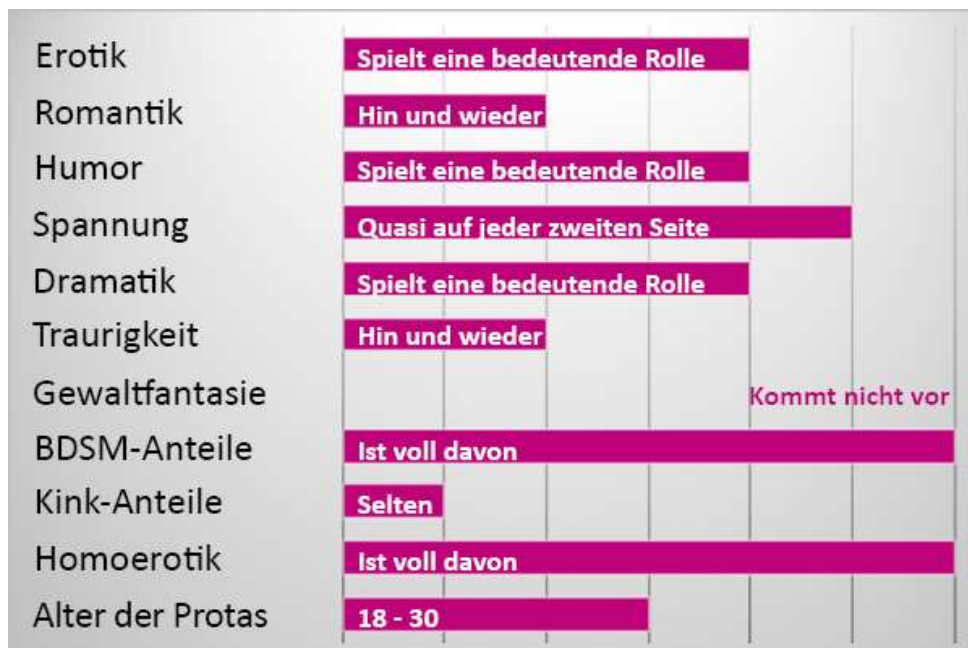 Erotik Spielt eine bedeutende Rolle
Romantik Hin und wieder
Humor Spielt eine bedeutende Rolle
Spannung Quasi auf jeder zweiten Seite
Dramatik Spielt eine bedeutende Rolle
Traurigkeit Hin und wieder
Gewaltfantasie Kommt nicht vor
BDSM-Anteile Ist voll davon
Kink-Anteile Selten
Homoerotik Ist voll davon
Alter der Protas 18 - 30